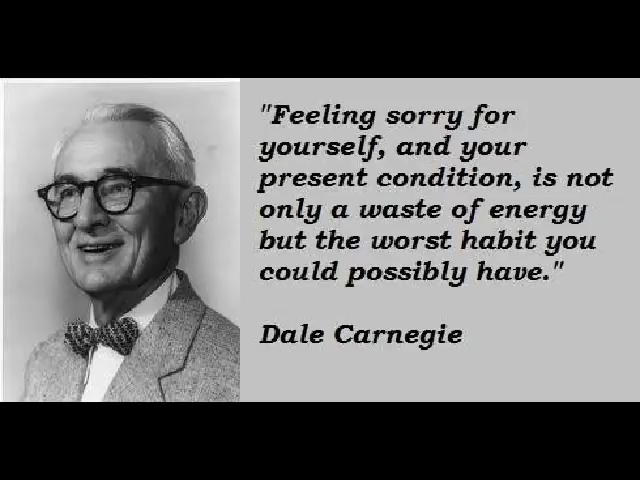 "Feeling sorry for
yourself, and your
present condition, is not
only a waste of energy
but the worst habit you
could possibly have."
Dale Carnegie